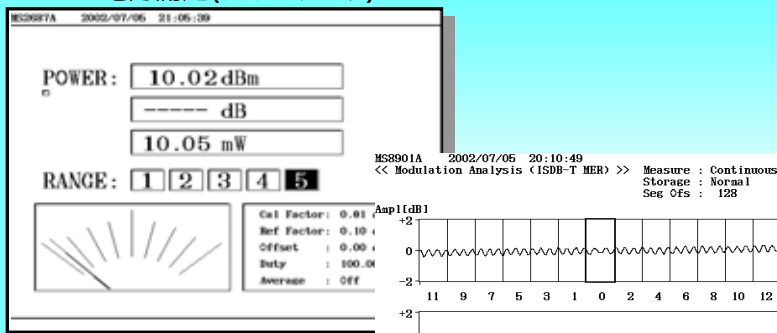 MS2687A 2002/07/05 21:05:39
POWER: 10.02dBm
----- dB
10.05 mW
RANGE: 1 2 3 4 5
Cal Factor: 0.01
Ref Factor: 0.10
Offset : 0.00
Duty : 100.00
Average : Off
MS8901A 2002/07/05 20:10:49
<< Modulation Analysis (ISDB-T MER) >> Measure : Continuous
Storage : Normal
Seg Ofs : 128
Ampl[dB]
+2
0
-2
11 9 7 5 3 1 0 2 4 6 8 10 12
+2